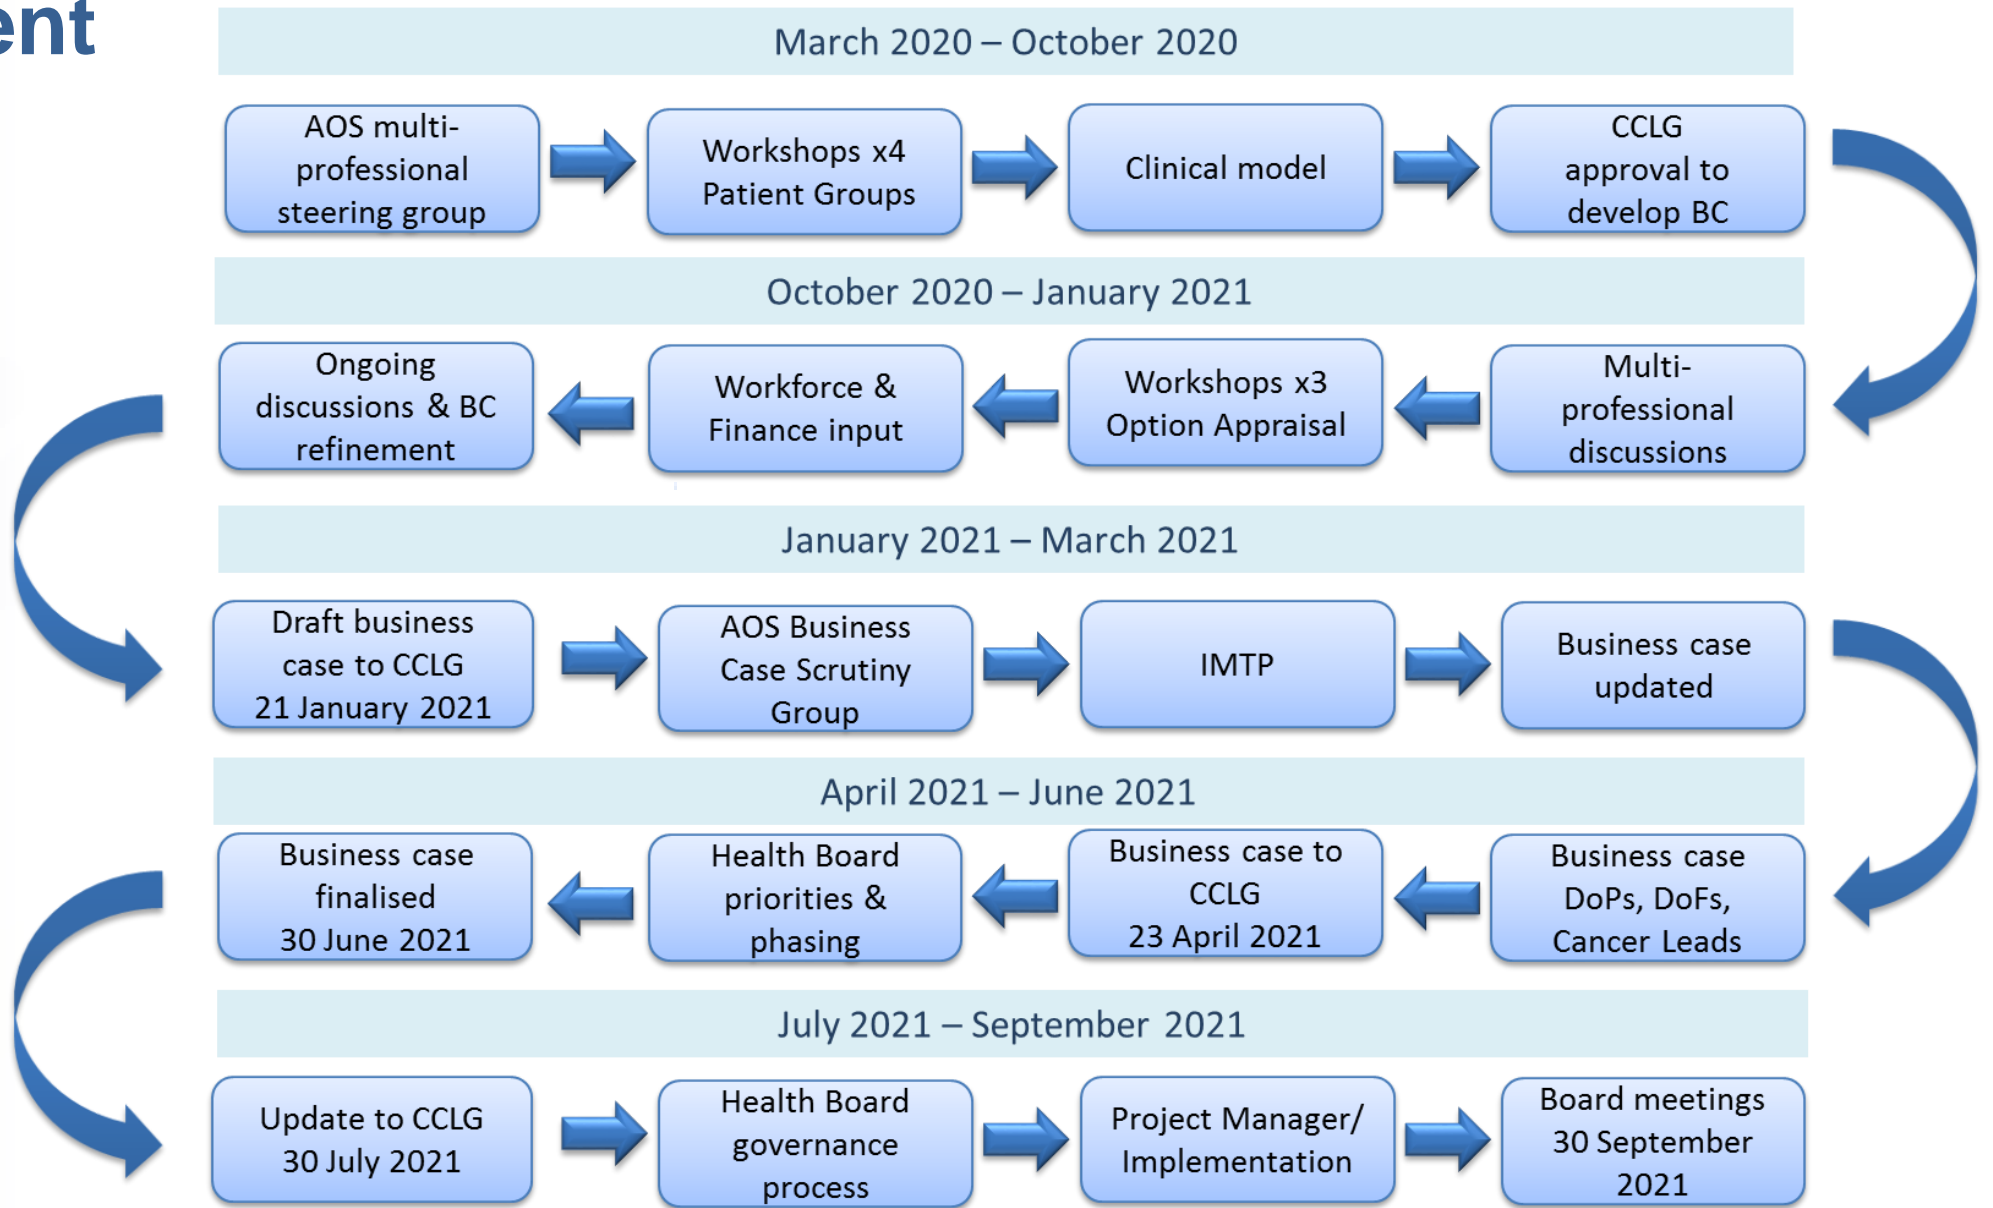 ent
March 2020 – October 2020
AOS multi-
professional
steering group
Workshops x4
Patient Groups
Clinical model
CCLG
approval to
develop BC
October 2020 – January 2021
Ongoing
discussions & BC
refinement
Workforce &
Finance input
Workshops x3
Option Appraisal
Multi-
professional
discussions
January 2021 – March 2021
Draft business
case to CCLG
21 January 2021
AOS Business
Case Scrutiny
Group
IMTP
Business case
updated
April 2021 – June 2021
Business case
finalised
30 June 2021
Health Board
priorities &
phasing
Business case to
CCLG
23 April 2021
Business case
DoPs, DoFs,
Cancer Leads
July 2021 – September 2021
Update to CCLG
30 July 2021
Health Board
governance
process
Project Manager/
Implementation
Board meetings
30 September
2021